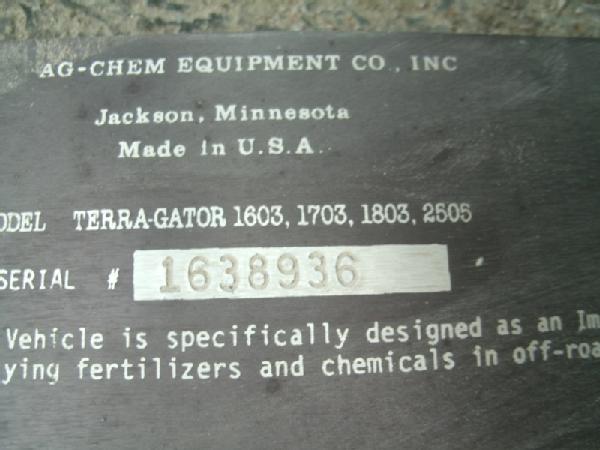 AG-CHEM EQUIPMENT CO., INC
Jackson, Minnesota
Made in U.S.A.
ODEL TERRA-GATOR 1603, 1703, 1803, 2505
SERIAL # 1638936
Vehicle is specifically designed as an Im
ying fertilizers and chemicals in off-roa